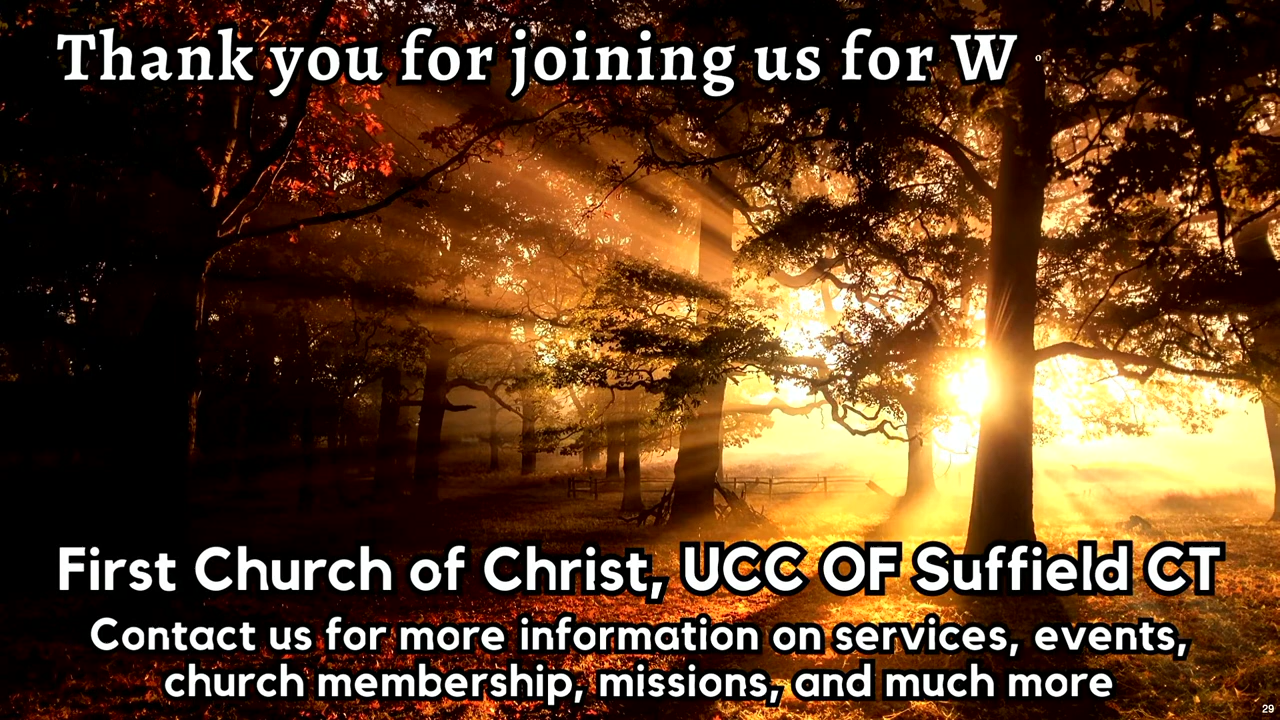 Thank you for joining us for W o
First Church of Christ, UCC OF Suffield CT
Contact us for more information on services, events,
church membership, missions, and much more
29